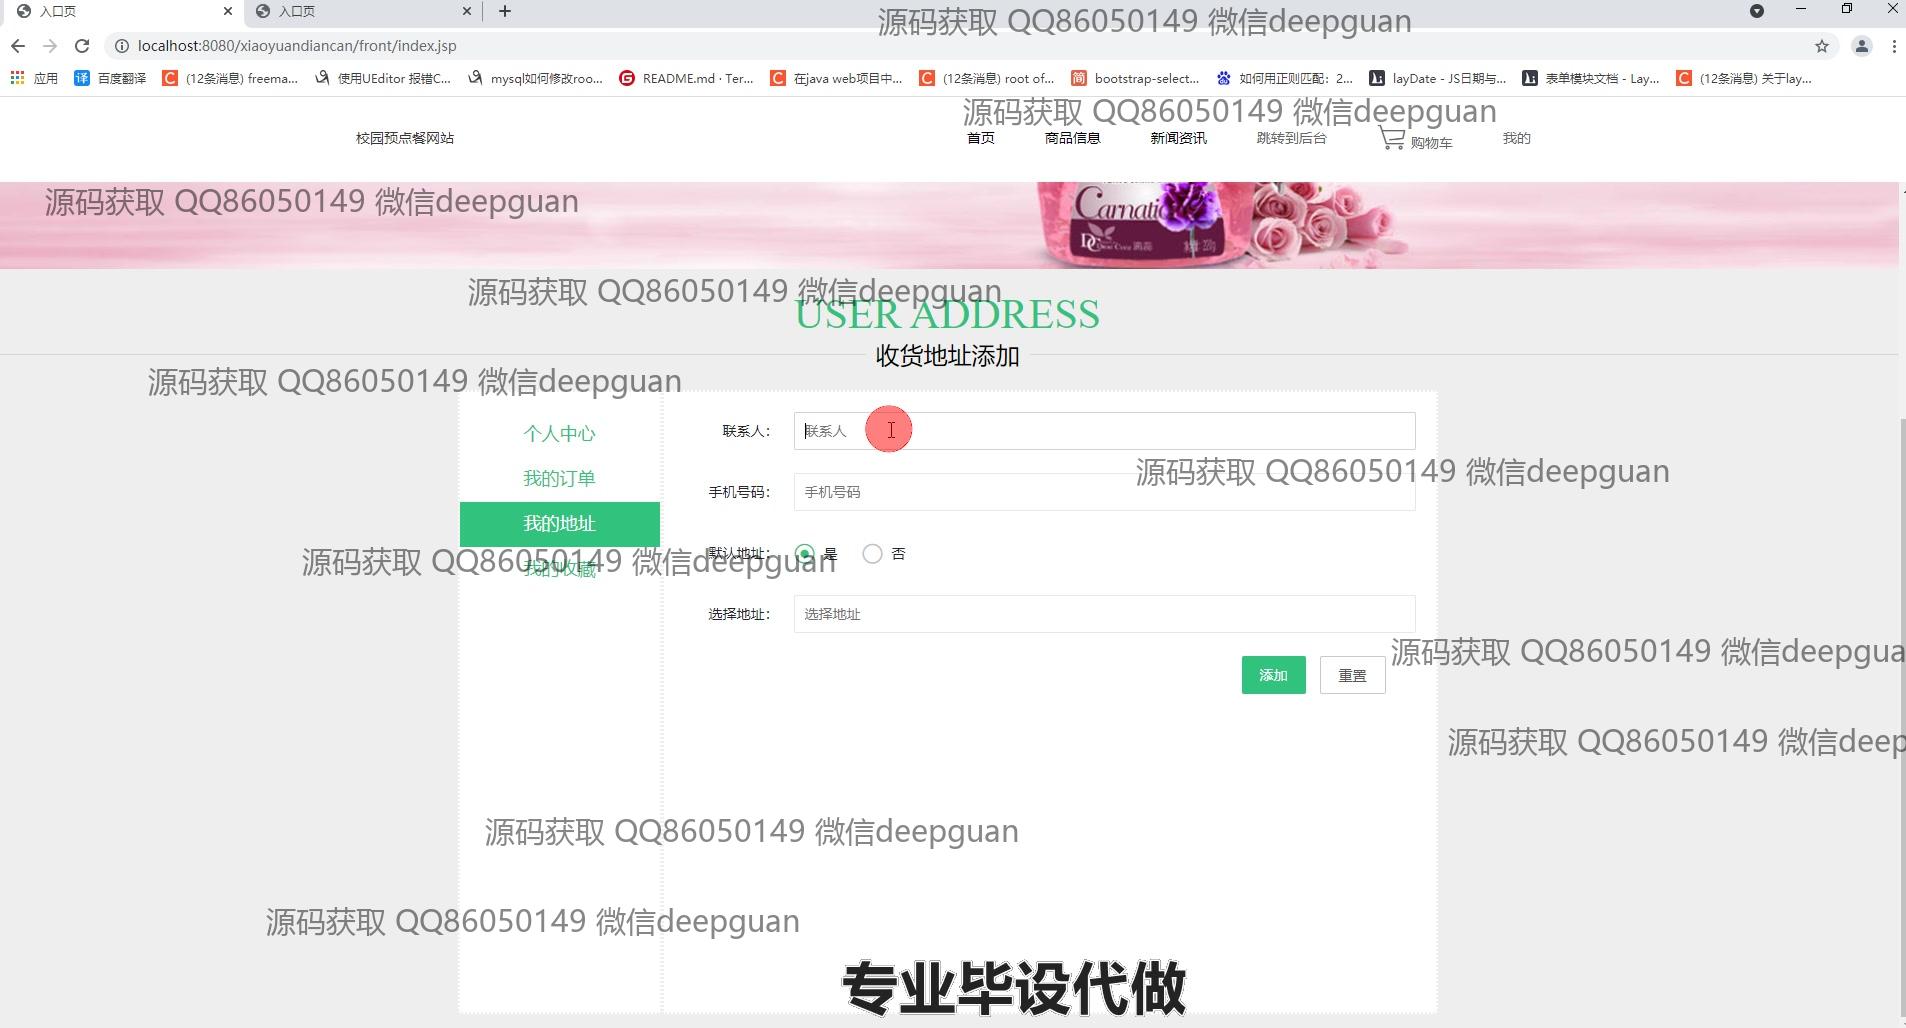 入口页
入口页
源码获取 QQ86050149 微信deepguan
localhost:8080/xiaoyuandiancan/front/index.jsp
应用
百度翻译
(12条消息) freema...
使用UEditor 报错C...
mysql如何修改roo...
README.md · Ter...
在java web项目中...
(12条消息) root of...
bootstrap-select...
如何用正则匹配：2...
layDate - JS日期与...
表单模块文档 - Lay...
(12条消息) 关于lay...
源码获取 QQ86050149 微信deepguan
校园预点餐网站
首页
商品信息
新闻资讯
跳转到后台
购物车
我的
源码获取 QQ86050149 微信deepguan
Carnatio
DC
源码获取 QQ86050149 微信deepguan
USER ADDRESS
收货地址添加
源码获取 QQ86050149 微信deepguan
个人中心
我的订单
我的地址
我的收藏
联系人：
联系人
源码获取 QQ86050149 微信deepguan
手机号码：
手机号码
默认地址：
是
否
源码获取 QQ86050149 微信deepguan
选择地址：
选择地址
源码获取 QQ86050149 微信deepgua
添加
重置
源码获取 QQ86050149 微信deep
源码获取 QQ86050149 微信deepguan
源码获取 QQ86050149 微信deepguan
专业毕设代做